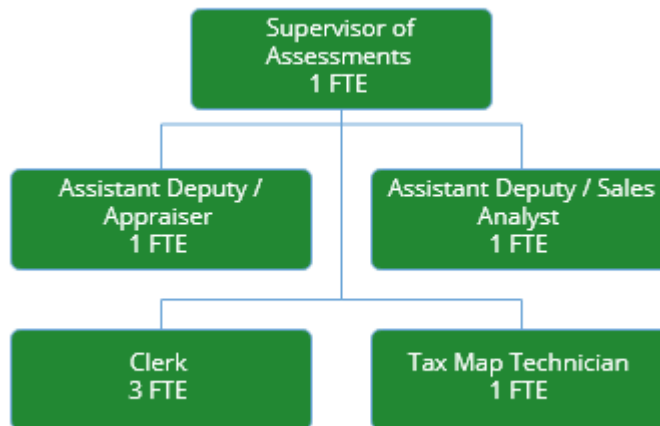 Supervisor of
Assessments
1 FTE
Assistant Deputy /
Appraiser
1 FTE
Assistant Deputy / Sales
Analyst
1 FTE
Clerk
3 FTE
Tax Map Technician
1 FTE